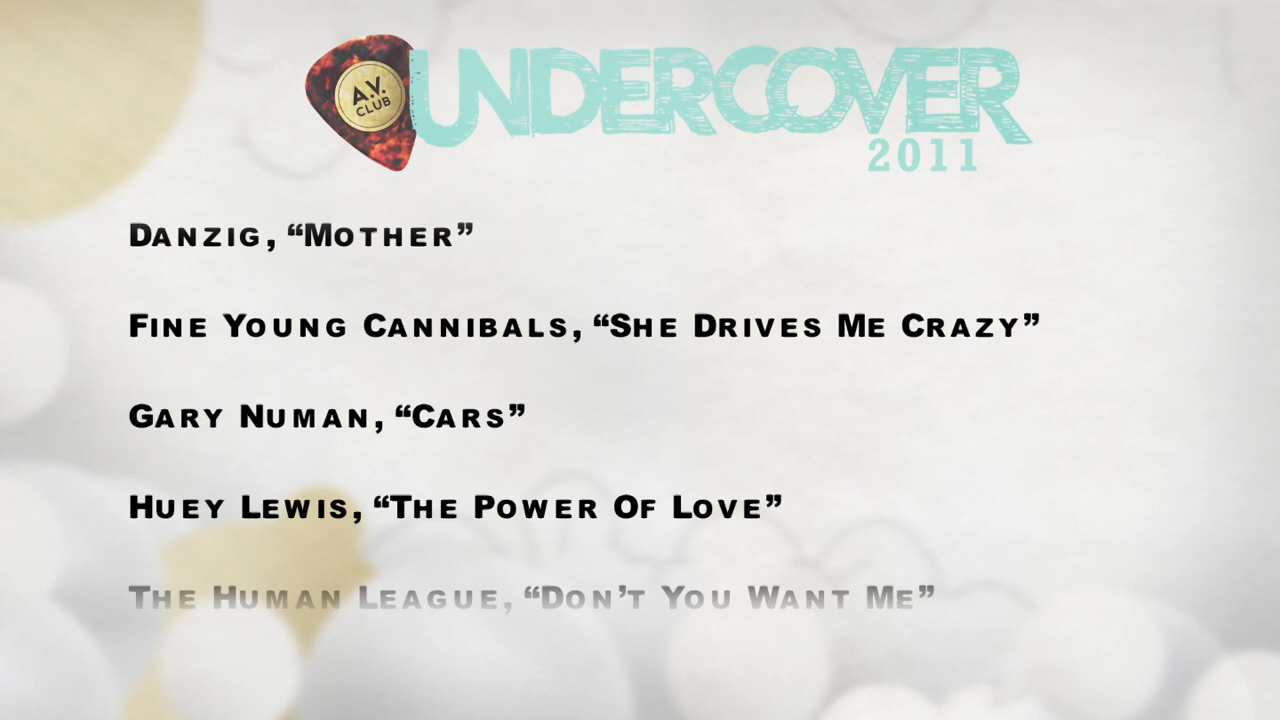 A.V. CLUB
UNDERCOVER
2011
DANZIG, “MOTHER”
FINE YOUNG CANNIBALS, “SHE DRIVES ME CRAZY”
GARY NUMAN, “CARS”
HUEY LEWIS, “THE POWER OF LOVE”
THE HUMAN LEAGUE, “DON’T YOU WANT ME”